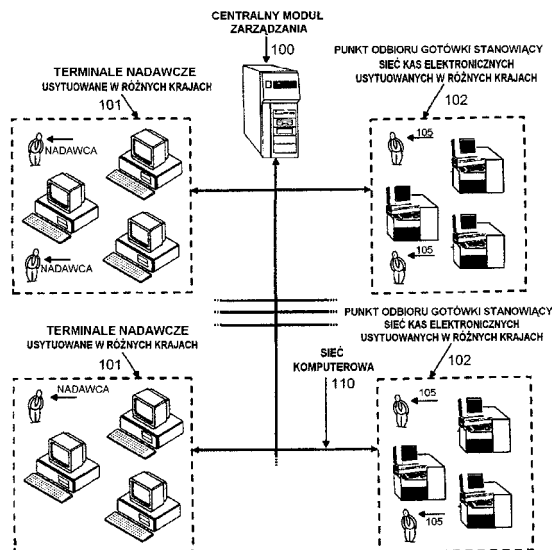 CENTRALNY MODUŁ
ZARZĄDZANIA
100
TERMINALE NADAWCZE
USYTUOWANE W RÓŻNYCH KRAJACH
101
NADAWCA
NADAWCA
PUNKT ODBIORU GOTÓWKI STANOWIĄCY
SIEĆ KAS ELEKTRONICZNYCH
USYTUOWANYCH W RÓŻNYCH KRAJACH
102
105
105
TERMINALE NADAWCZE
USYTUOWANE W RÓŻNYCH KRAJACH
101
NADAWCA
SIEĆ
KOMPUTEROWA
110
PUNKT ODBIORU GOTÓWKI STANOWIĄCY
SIEĆ KAS ELEKTRONICZNYCH
USYTUOWANYCH W RÓŻNYCH KRAJACH
102
105
105